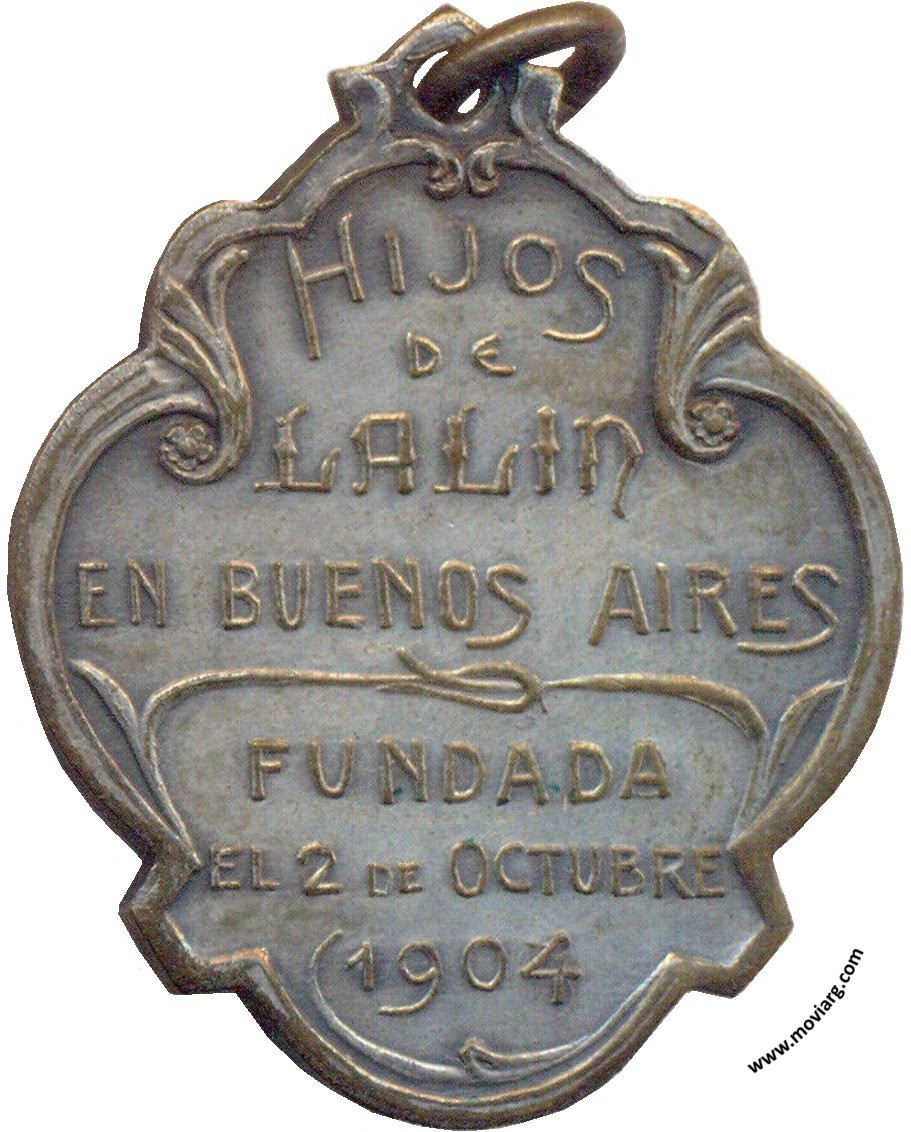 HIJOS
DE
LALIN
EN BUENOS AIRES
FUNDADA
EL 2 DE OCTUBRE
1904
www.moviarg.com